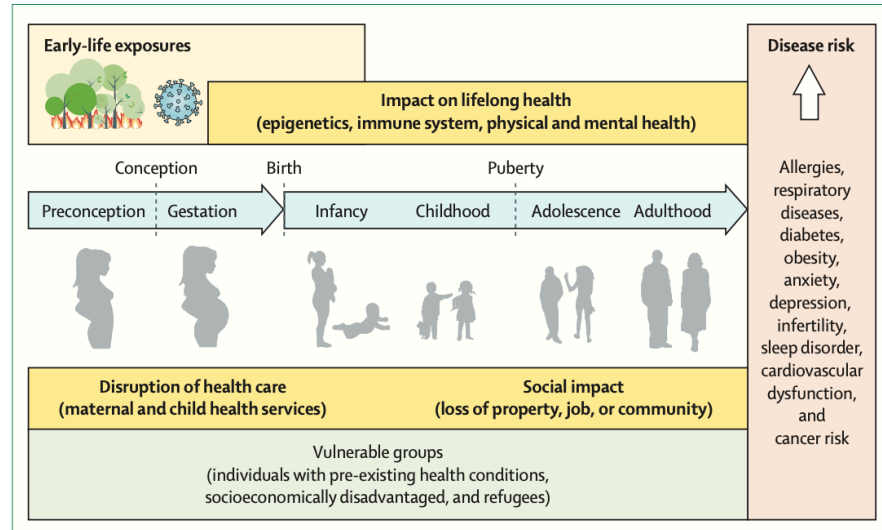 Early-life exposures
Impact on lifelong health
(epigenetics, immune system, physical and mental health)
Conception
Birth
Puberty
Preconception
Gestation
Infancy
Childhood
Adolescence
Adulthood
Disruption of health care
(maternal and child health services)
Social impact
(loss of property, job, or community)
Vulnerable groups
(individuals with pre-existing health conditions,
socioeconomically disadvantaged, and refugees)
Disease risk
Allergies,
respiratory
diseases,
diabetes,
obesity,
anxiety,
depression,
infertility,
sleep disorder,
cardiovascular
dysfunction,
and
cancer risk